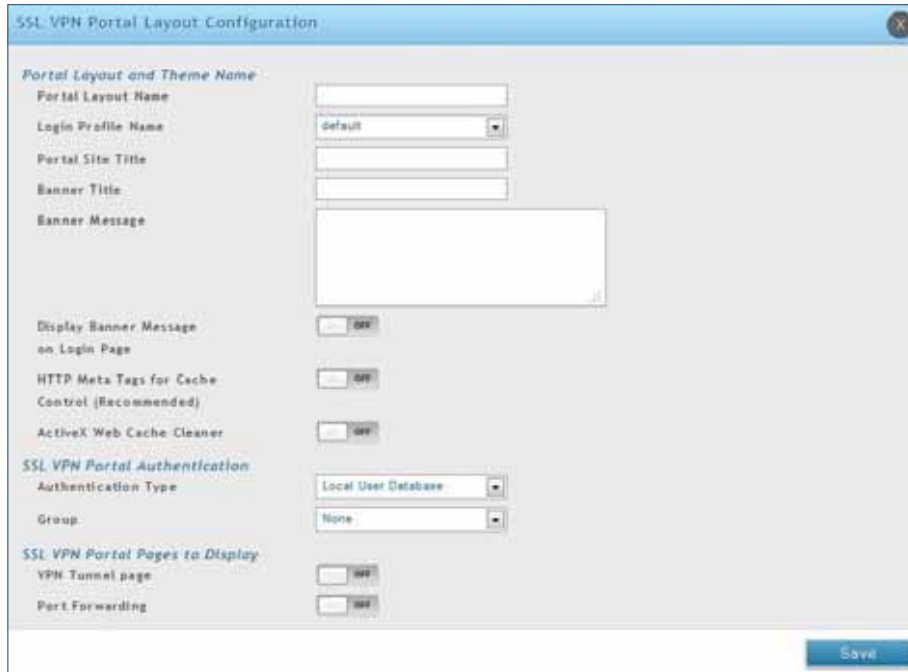 SSL VPN Portal Layout Configuration
X
Portal Layout and Theme Name
Portal Layout Name
Login Profile Name
default
Portal Site Title
Banner Title
Banner Message
Display Banner Message
on Login Page
OFF
HTTP Meta Tags for Cache
Control (Recommended)
OFF
ActiveX Web Cache Cleaner
OFF
SSL VPN Portal Authentication
Authentication Type
Local User Database
Group
None
SSL VPN Portal Pages to Display
VPN Tunnel page
OFF
Port Forwarding
OFF
Save